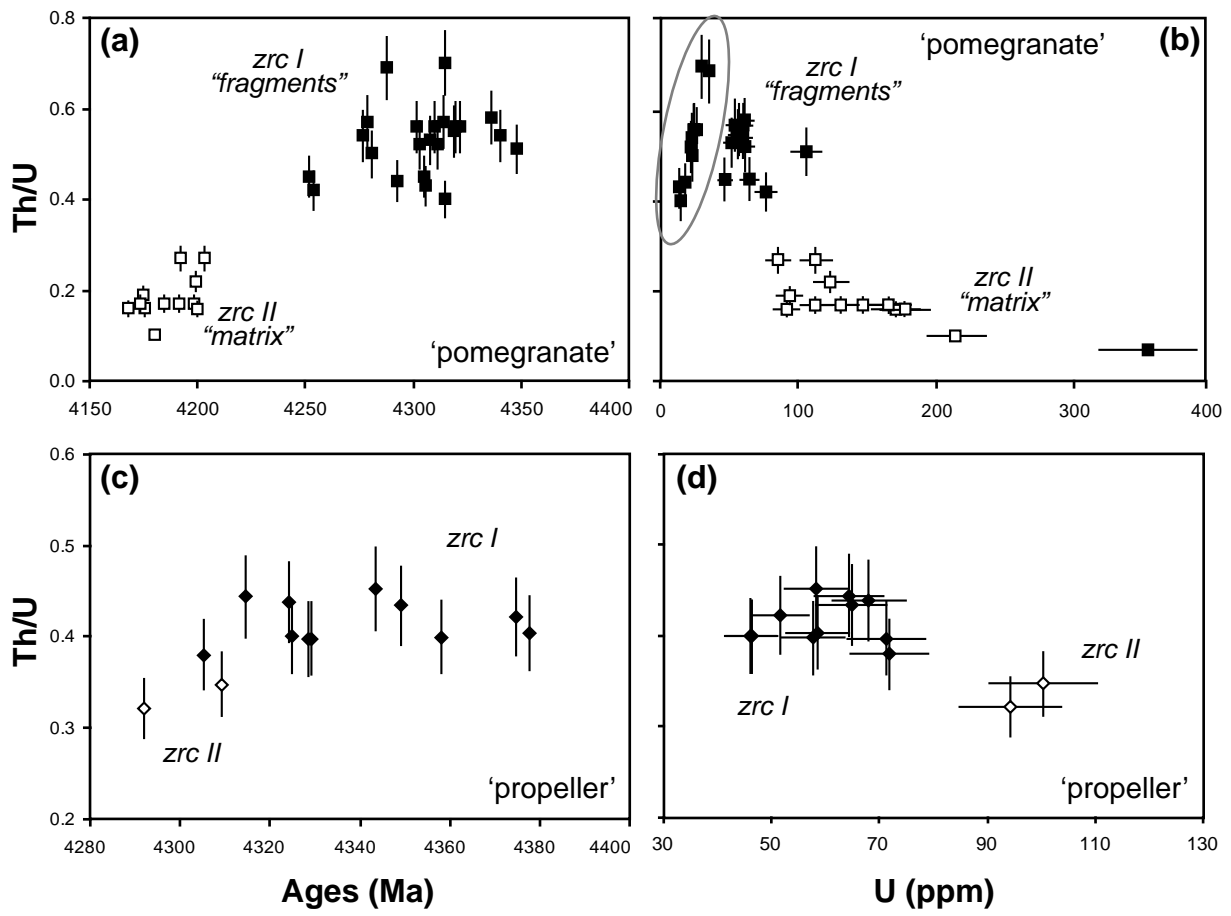 (a)
zrc I
“fragments”
zrc II
“matrix”
‘pomegranate’
0.8
0.6
0.4
0.2
0.0
Th/U
4150 4200 4250 4300 4350 4400
‘pomegranate’ (b)
zrc I
“fragments”
zrc II
“matrix”
0 100 200 300 400
(c)
zrc I
zrc II
‘propeller’
0.6
0.5
0.4
0.3
0.2
Th/U
4280 4300 4320 4340 4360 4380 4400
Ages (Ma)
(d)
zrc I
zrc II
‘propeller’
30 50 70 90 110 130
U (ppm)